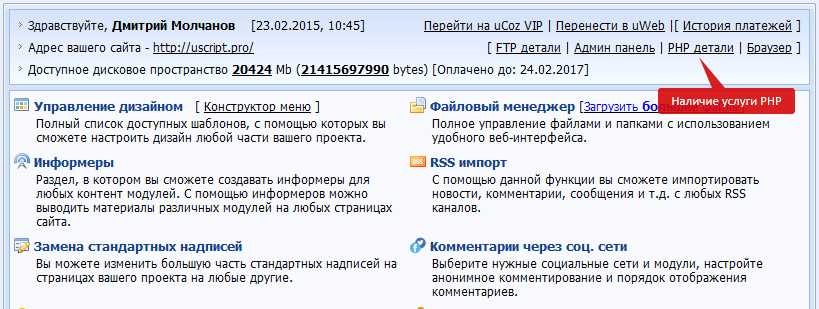 Здравствуйте, Дмитрий Молчанов [23.02.2015, 10:45] Перейти на uCoz VIP | Перенести в uWeb |[ История платежей ]
Адрес вашего сайта - http://uscript.pro/ [ FTP детали | Админ панель | PHP детали | Браузер ]
Доступное дисковое пространство 20424 Mb (21415697990 bytes) [Оплачено до: 24.02.2017]
Наличие услуги PHP
Управление дизайном [ Конструктор меню ]
Полный список доступных шаблонов, с помощью которых вы
сможете настроить дизайн любой части вашего проекта.
Файловый менеджер [Загрузить
Полное управление файлами и папками с использованием
удобного веб-интерфейса.
Информеры
Раздел, в котором вы сможете создавать информеры для
любых контент модулей. С помощью информеров можно
выводить материалы различных модулей на любых страницах
сайта.
RSS импорт
С помощью данной функции вы сможете импортировать
новости, комментарии, сообщения и т.д. с любых RSS
каналов.
Замена стандартных надписей
Вы можете изменить большую часть стандартных надписей на
страницах вашего проекта на любые другие.
Комментарии через соц. сети
Выберите нужные социальные сети и модули, настройте
анонимное комментирование и порядок отображения
комментариев.